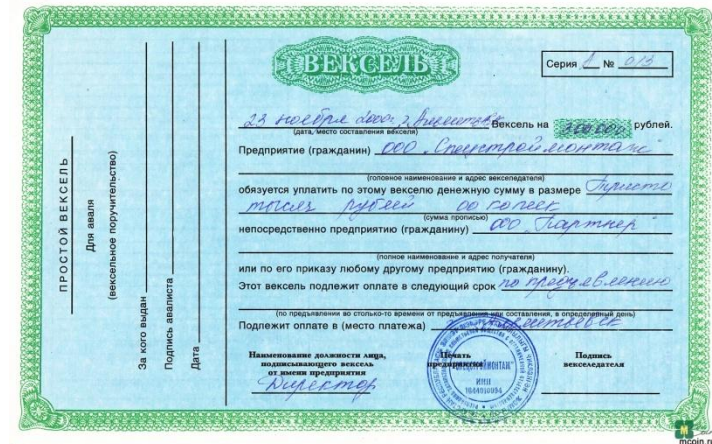 ВЕКСЕЛЬ
Серия 1 № 013
23 ноября 2000 г. Вексель на 300 000 рублей.
(дата, место составления векселя)
Предприятие (гражданин) ООО "Спецстроймонтаж"
(головное наименование и адрес векселедателя)
обязуется уплатить по этому векселю денежную сумму в размере Триста
тысяч рублей 00 копеек
(сумма прописью)
непосредственно предприятию (гражданину) ООО "Партнер"
(полное наименование и адрес получателя)
или по его приказу любому другому предприятию (гражданину).
Этот вексель подлежит оплате в следующий срок по предъявлению
(по предъявлении во столько-то времени от предъявления или составления, в определенный день)
Подлежит оплате в (место платежа)
Наименование должности лица,
подписывающего вексель
от имени предприятия
Директор
Печать
предприятия
Подпись
векселедателя
ИНН
ПРОСТОЙ ВЕКСЕЛЬ
Для аваля
(вексельное поручительство)
За кого выдан
Подпись авалиста
Дата
mcoin.ru